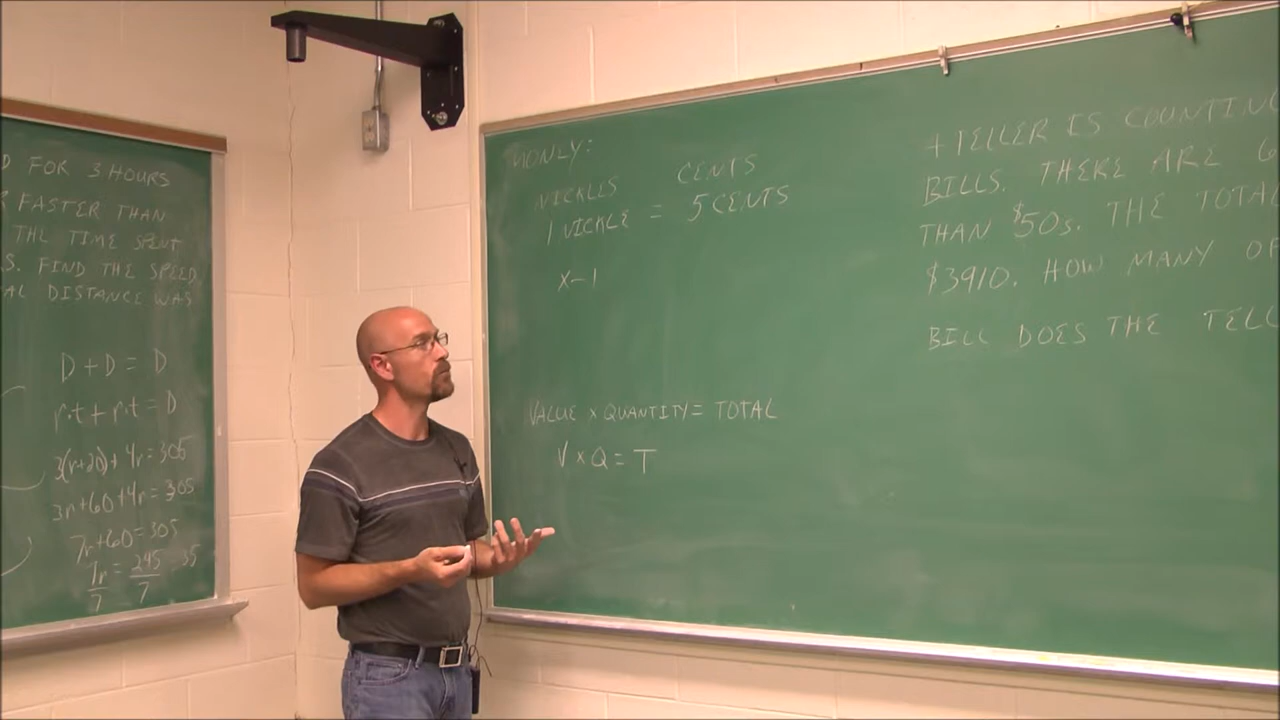 D FOR 3 HOURS
FASTER THAN
THE TIME SPENT
S. FIND THE SPEED
AL DISTANCE WAS
D + D = D
r·t + r·t = D
3(r+20) + 4r = 305
3r+60+4r = 305
7r+60=305
7r = 245 = 35
7 7
MONLY:
NICKLES CENTS
1 NICKLE = 5 CENTS
x-1
VALUE x QUANTITY = TOTAL
V x Q = T
A TELLER IS COUNTING
BILLS. THERE ARE 6
THAN $50s. THE TOTAL
$3910. HOW MANY OF
BILL DOES THE TELL